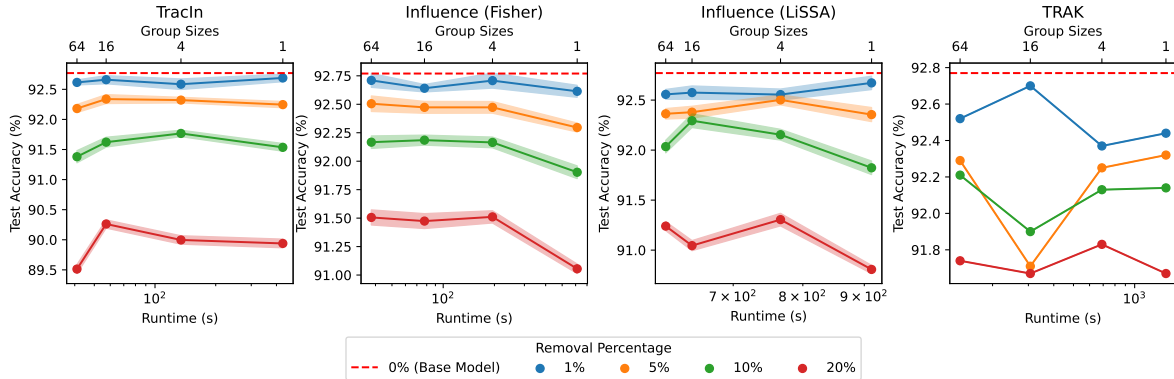 TracIn
Group Sizes
64 16 4 1
Test Accuracy (%)
92.5
92.0
91.5
91.0
90.5
90.0
89.5
10²
Runtime (s)
Influence (Fisher)
Group Sizes
64 16 4 1
Test Accuracy (%)
92.75
92.50
92.25
92.00
91.75
91.50
91.25
91.00
10²
Runtime (s)
Influence (LiSSA)
Group Sizes
64 16 4 1
Test Accuracy (%)
92.5
92.0
91.5
91.0
7 × 10² 8 × 10² 9 × 10²
Runtime (s)
TRAK
Group Sizes
64 16 4 1
Test Accuracy (%)
92.8
92.6
92.4
92.2
92.0
91.8
10³
Runtime (s)
Removal Percentage
0% (Base Model) 1% 5% 10% 20%